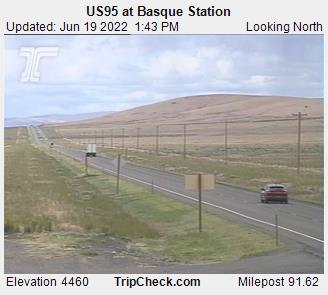 US95 at Basque Station
Updated: Jun 19 2022 1:43 PM Looking North
Elevation 4460 TripCheck.com Milepost 91.62